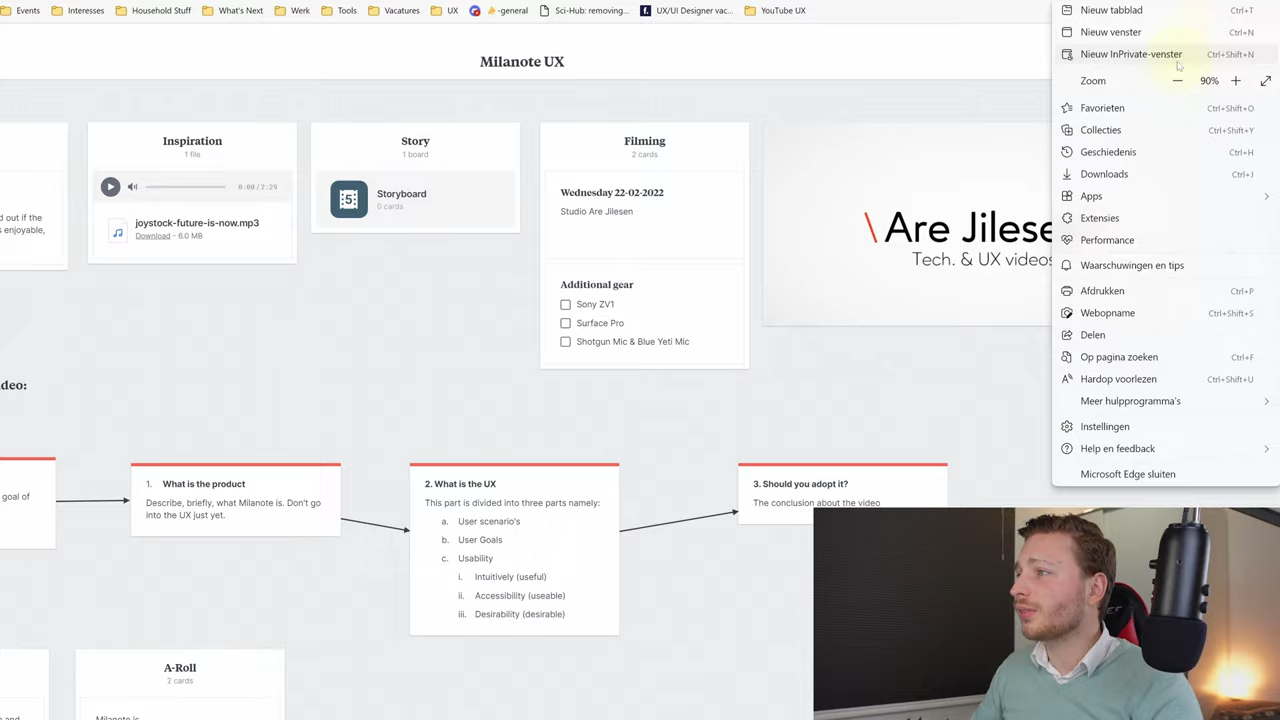 Events
Interesses
Household Stuff
What's Next
Werk
Tools
Vacatures
UX
-general
Sci-Hub: removing...
UX/UI Designer vac...
YouTube UX
Milanote UX
d out if the
s enjoyable,
Inspiration
1 file
0:00 / 2:29
joystock-future-is-now.mp3
Download – 6.0 MB
Story
1 board
Storyboard
0 cards
Filming
2 cards
Wednesday 22-02-2022
Studio Are Jilesen
Additional gear
Sony ZV1
Surface Pro
Shotgun Mic & Blue Yeti Mic
\ Are Jilese
Tech. & UX videos
Nieuw tabblad Ctrl+T
Nieuw venster Ctrl+N
Nieuw InPrivate-venster Ctrl+Shift+N
Zoom — 90% +
Favorieten Ctrl+Shift+O
Collecties Ctrl+Shift+Y
Geschiedenis Ctrl+H
Downloads Ctrl+J
Apps
Extensies
Performance
Waarschuwingen en tips
Afdrukken Ctrl+P
Webopname Ctrl+Shift+S
Delen
Op pagina zoeken Ctrl+F
Hardop voorlezen Ctrl+Shift+U
Meer hulpprogramma's
Instellingen
Help en feedback
Microsoft Edge sluiten
deo:
goal of
1. What is the product
Describe, briefly, what Milanote is. Don't go
into the UX just yet.
2. What is the UX
This part is divided into three parts namely:
a. User scenario's
b. User Goals
c. Usability
i. Intuitively (useful)
ii. Accessibility (useable)
iii. Desirability (desirable)
3. Should you adopt it?
The conclusion about the video
A-Roll
2 cards
Milanote is